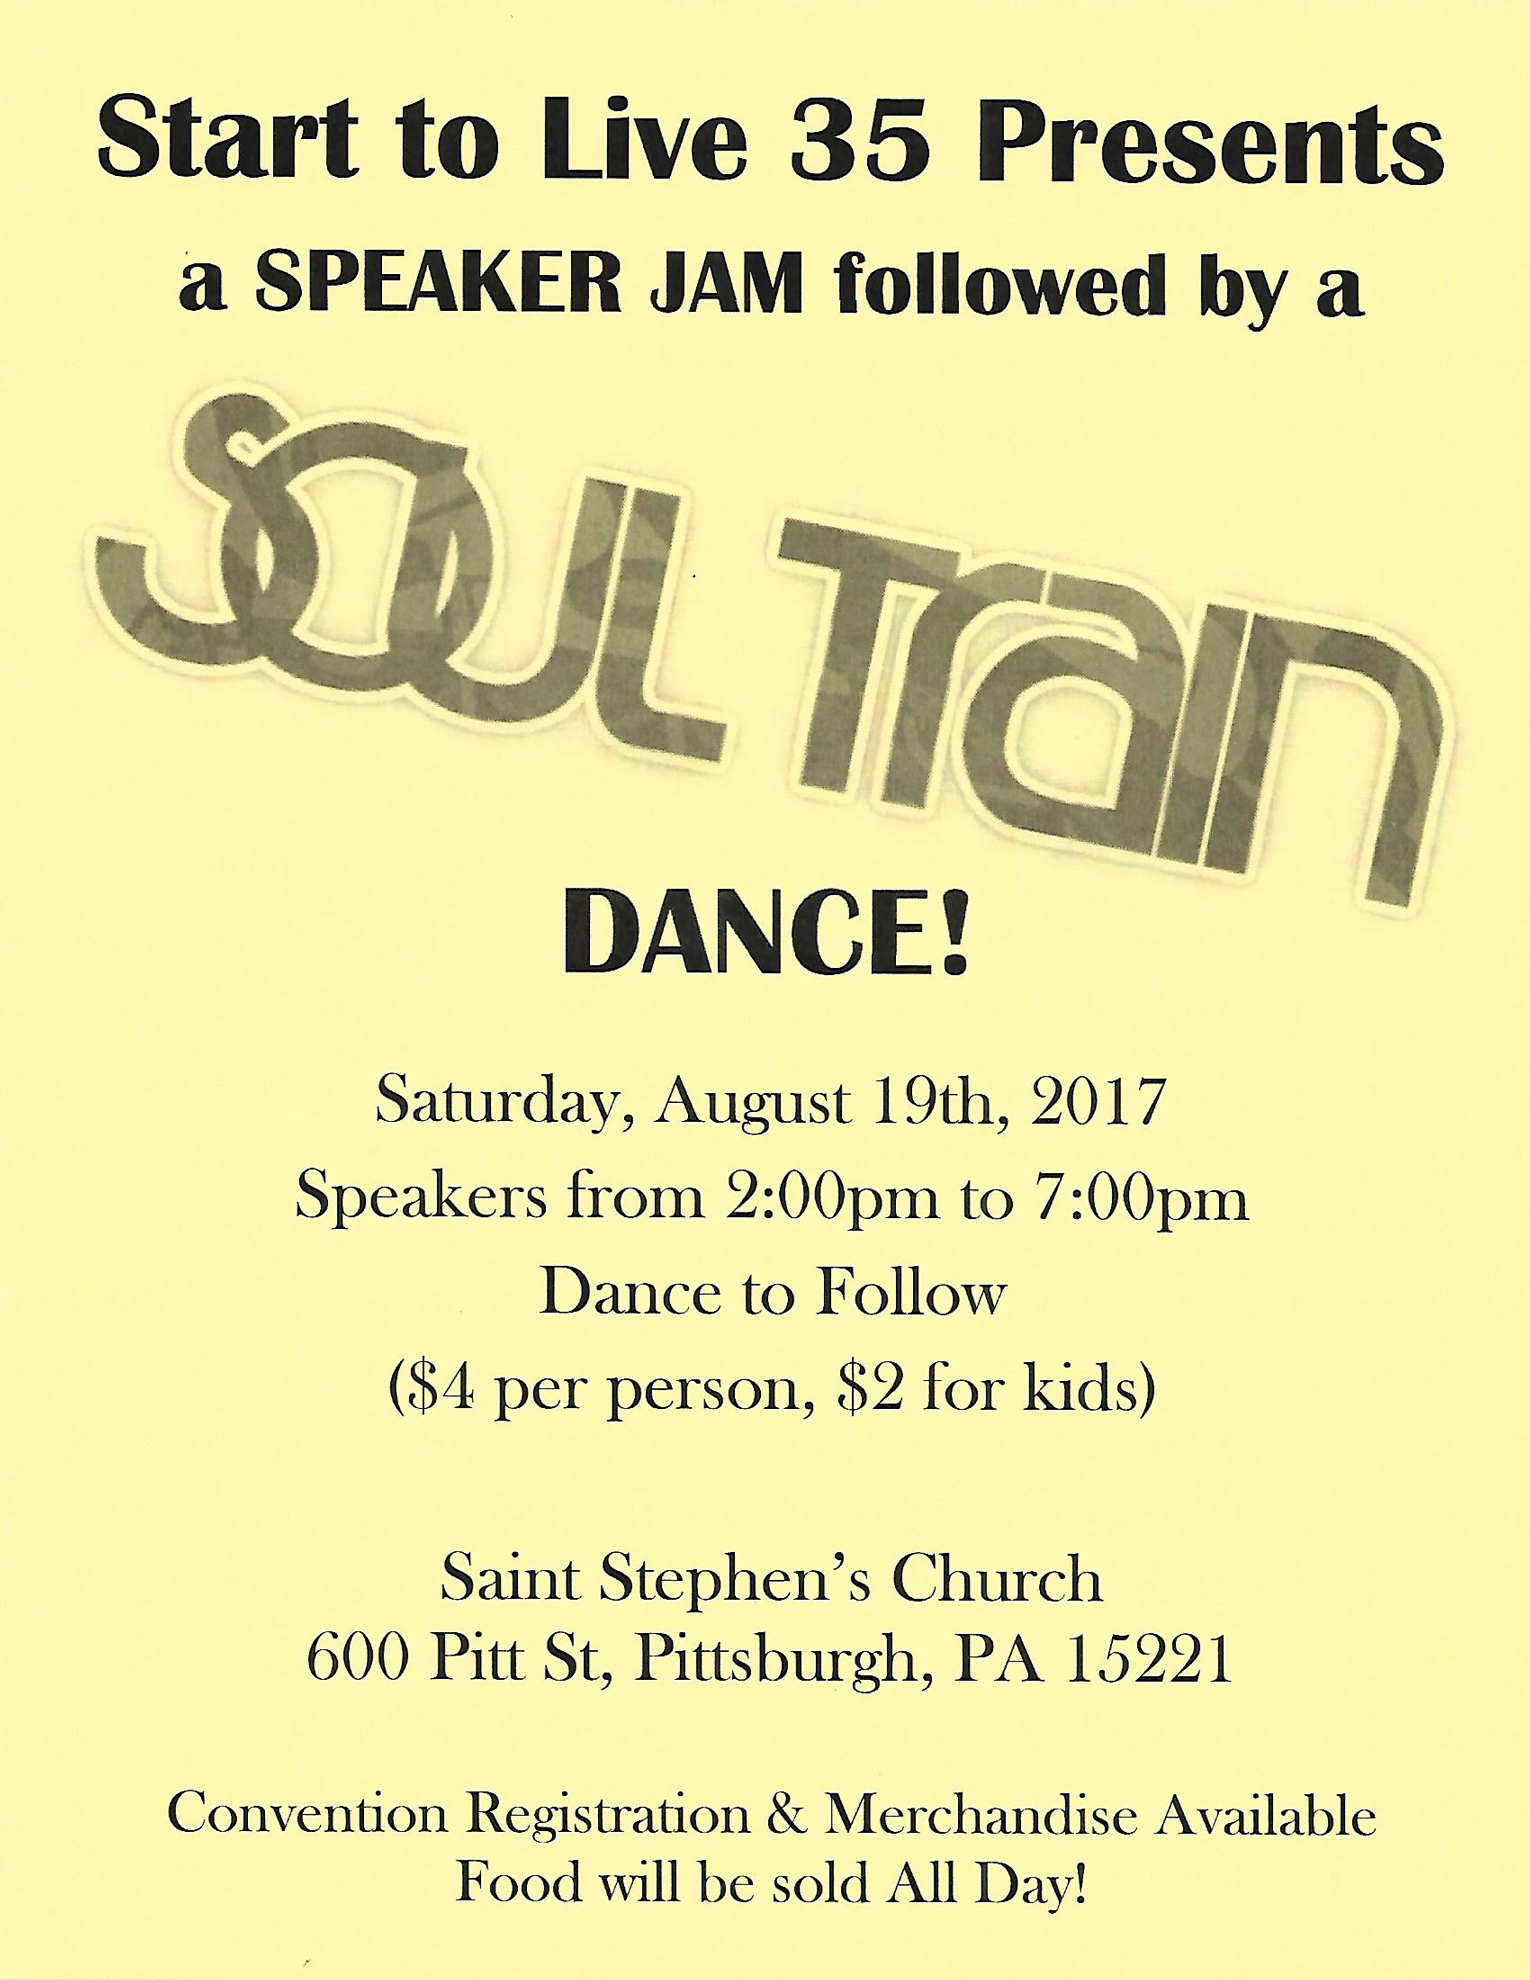 Start to Live 35 Presents
a SPEAKER JAM followed by a
SOUL TRAIN
DANCE!
Saturday, August 19th, 2017
Speakers from 2:00pm to 7:00pm
Dance to Follow
($4 per person, $2 for kids)
Saint Stephen’s Church
600 Pitt St, Pittsburgh, PA 15221
Convention Registration & Merchandise Available
Food will be sold All Day!